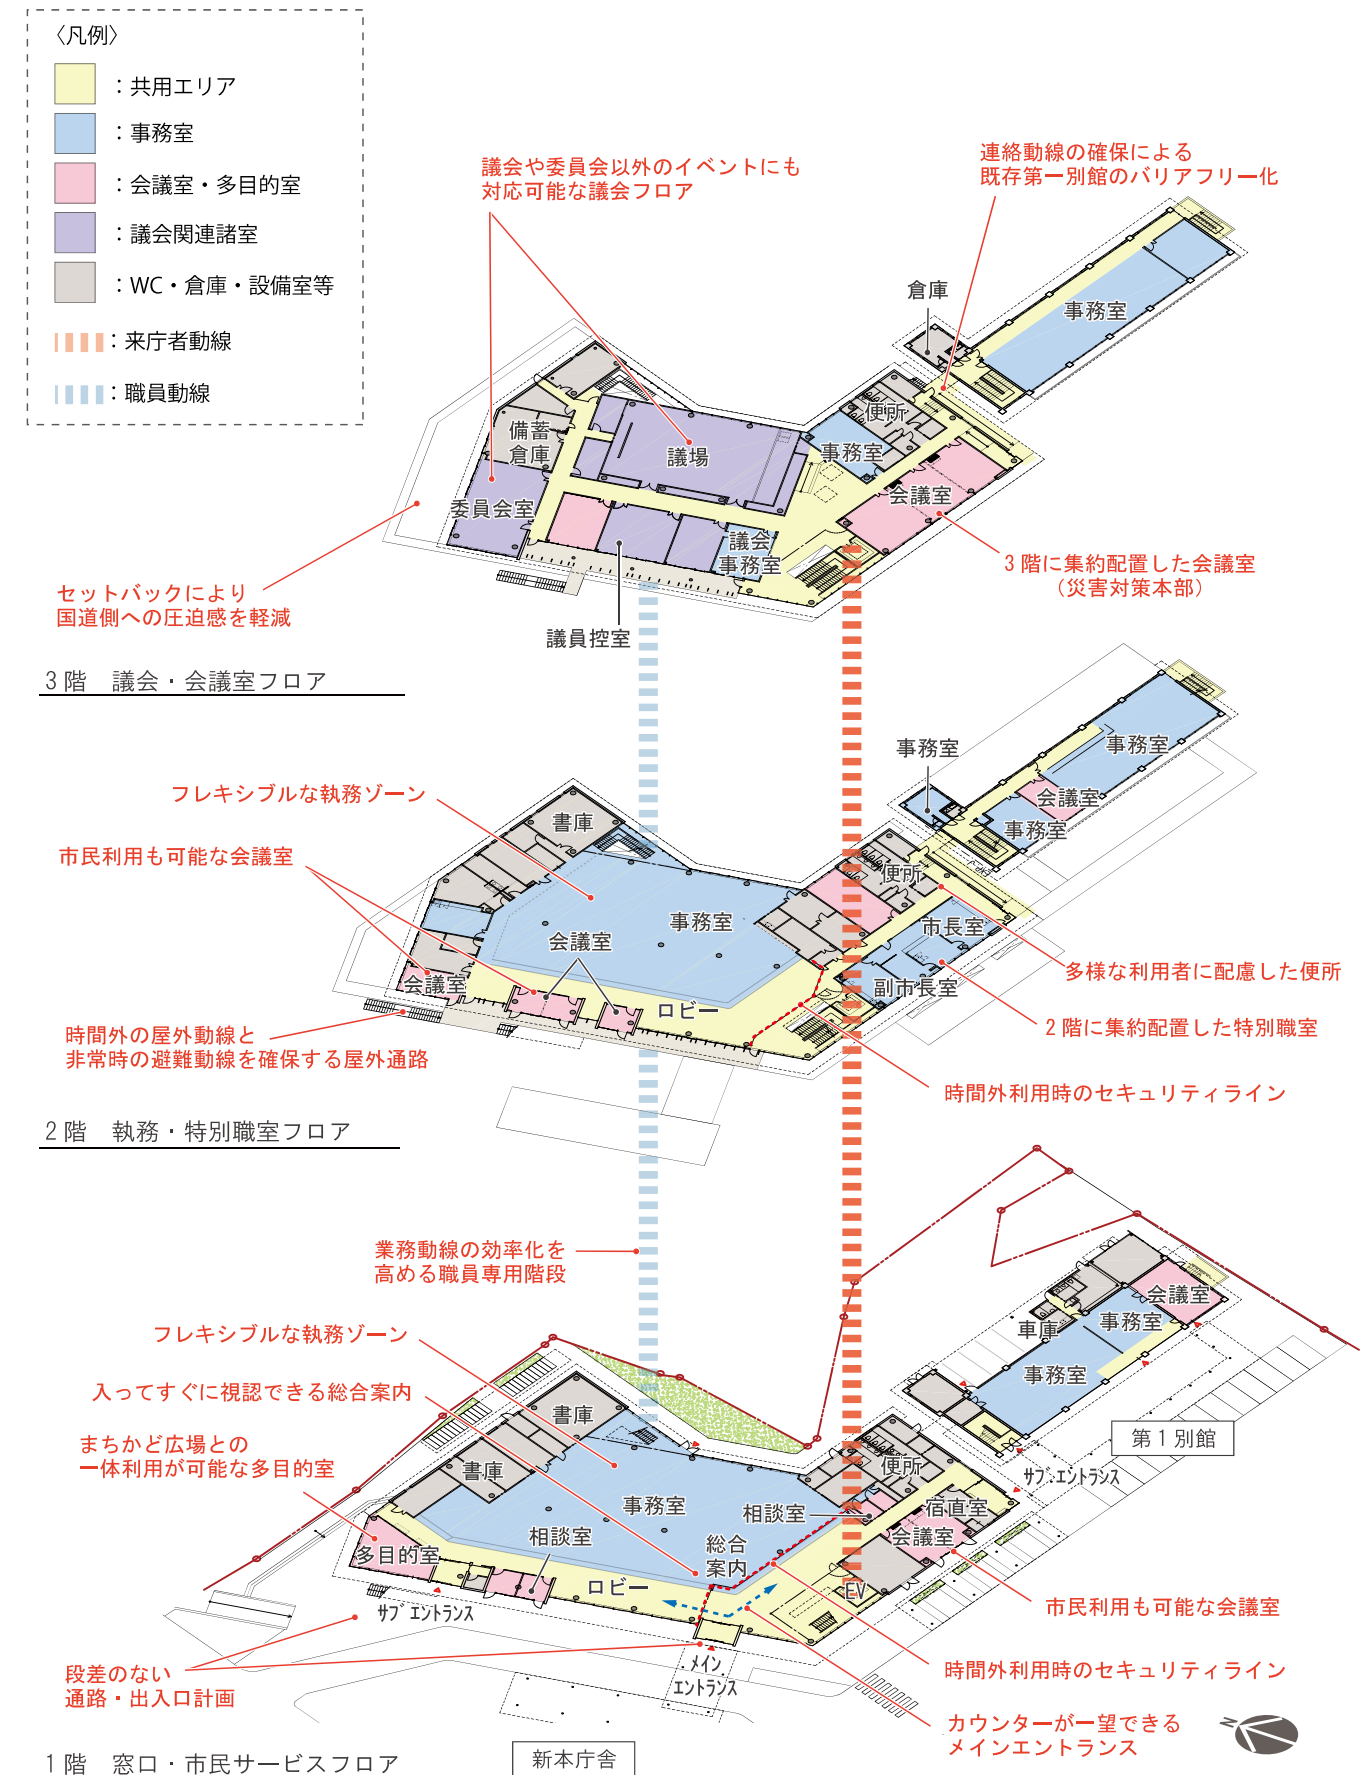 〈凡例〉
：共用エリア
：事務室
：会議室・多目的室
：議会関連諸室
：WC・倉庫・設備室等
：来庁者動線
：職員動線
議会や委員会以外のイベントにも
対応可能な議会フロア
連絡動線の確保による
既存第一別館のバリアフリー化
倉庫
事務室
便所
備蓄
倉庫
議場
事務室
委員会室
会議室
議会
事務室
3階に集約配置した会議室
（災害対策本部）
セットバックにより
国道側への圧迫感を軽減
議員控室
3階　議会・会議室フロア
事務室
事務室
会議室
事務室
フレキシブルな執務ゾーン
書庫
市民利用も可能な会議室
便所
事務室
市長室
会議室
会議室
副市長室
多様な利用者に配慮した便所
ロビー
2階に集約配置した特別職室
時間外の屋外動線と
非常時の避難動線を確保する屋外通路
時間外利用時のセキュリティライン
2階　執務・特別職室フロア
業務動線の効率化を
高める職員専用階段
会議室
事務室
車庫
事務室
フレキシブルな執務ゾーン
入ってすぐに視認できる総合案内
書庫
第1別館
まちかど広場との
一体利用が可能な多目的室
書庫
便所
サブエントランス
事務室
相談室
宿直室
相談室
会議室
総合
案内
多目的室
ロビー
EV
サブエントランス
市民利用も可能な会議室
段差のない
通路・出入口計画
メイン
エントランス
時間外利用時のセキュリティライン
カウンターが一望できる
メインエントランス
N
1階　窓口・市民サービスフロア
新本庁舎